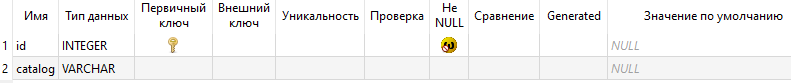 Имя Тип данных Первичный ключ Внешний ключ Уникальность Проверка Не NULL Сравнение Generated Значение по умолчанию
1 id INTEGER NULL
2 catalog VARCHAR NULL